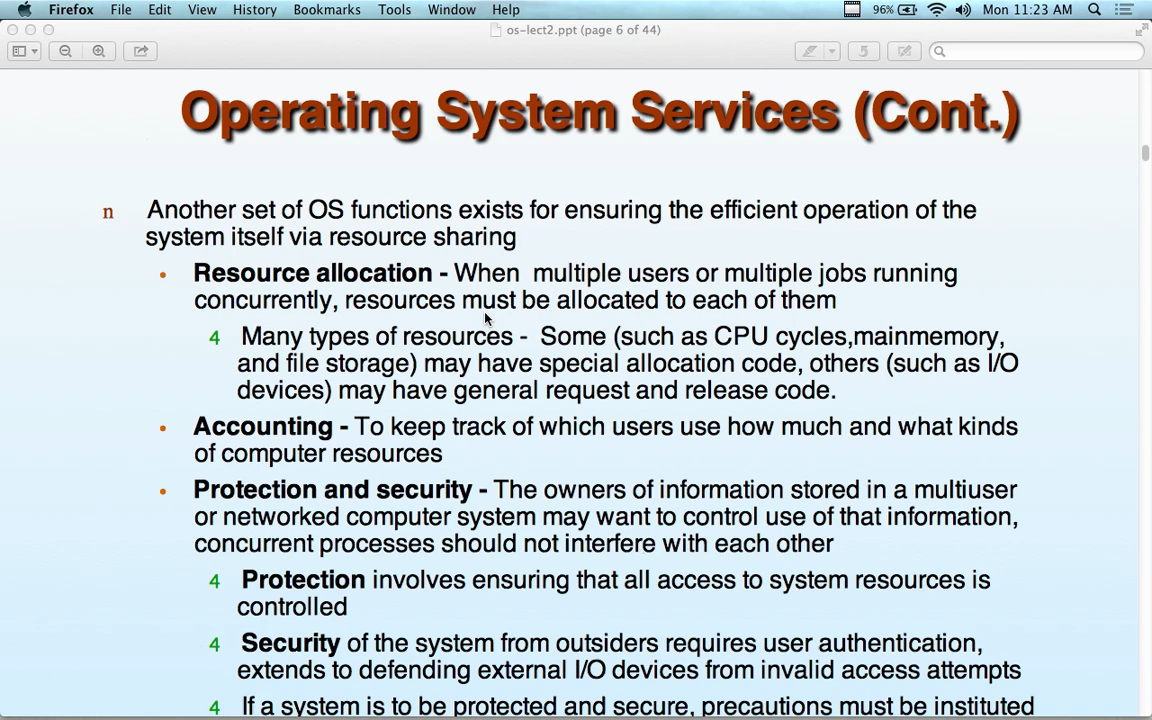 Firefox File Edit View History Bookmarks Tools Window Help 96% Mon 11:23 AM
os-lect2.ppt (page 6 of 44)
Operating System Services (Cont.)
n Another set of OS functions exists for ensuring the efficient operation of the
system itself via resource sharing
• Resource allocation - When multiple users or multiple jobs running
concurrently, resources must be allocated to each of them
4 Many types of resources - Some (such as CPU cycles,mainmemory,
and file storage) may have special allocation code, others (such as I/O
devices) may have general request and release code.
• Accounting - To keep track of which users use how much and what kinds
of computer resources
• Protection and security - The owners of information stored in a multiuser
or networked computer system may want to control use of that information,
concurrent processes should not interfere with each other
4 Protection involves ensuring that all access to system resources is
controlled
4 Security of the system from outsiders requires user authentication,
extends to defending external I/O devices from invalid access attempts
4 If a system is to be protected and secure, precautions must be instituted